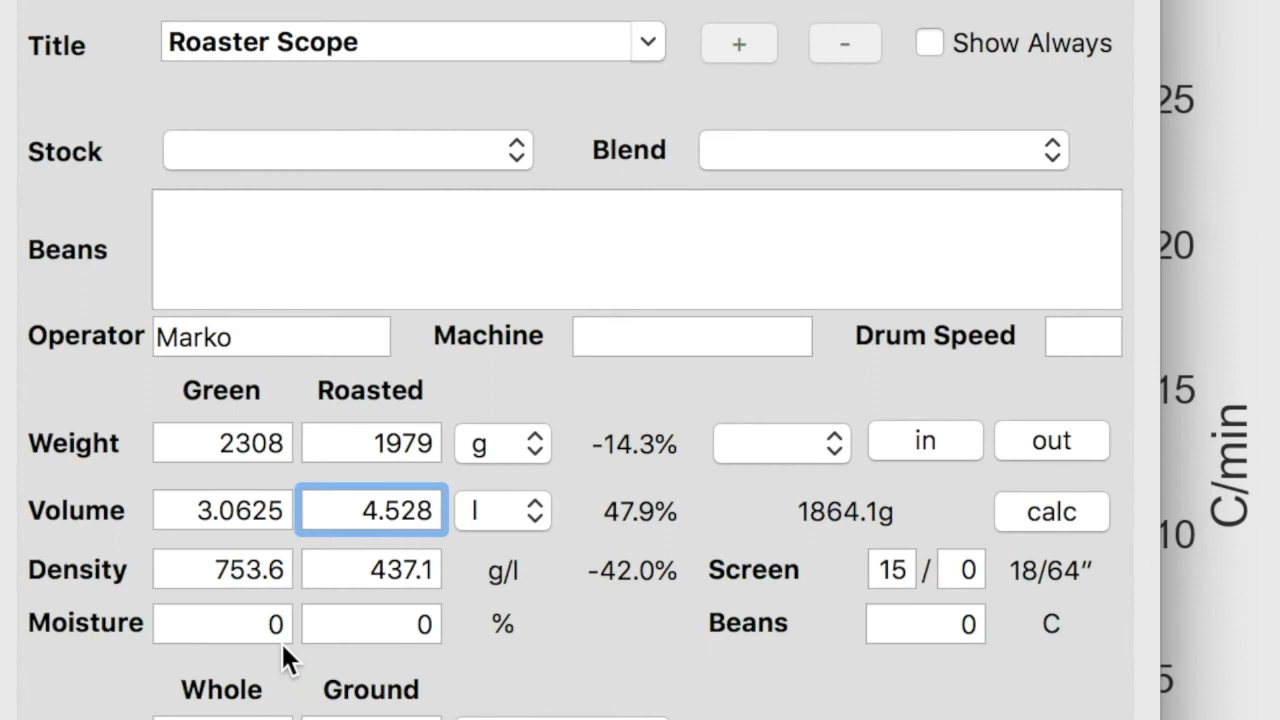 Title Roaster Scope + - Show Always
25
Stock Blend
20
Beans
Operator Marko Machine Drum Speed
15
Green Roasted
Weight 2308 1979 g -14.3% in out
C/min
Volume 3.0625 4.528 l 47.9% 1864.1g calc
10
Density 753.6 437.1 g/l -42.0% Screen 15 / 0 18/64"
Moisture 0 0 % Beans 0 C
5
Whole Ground